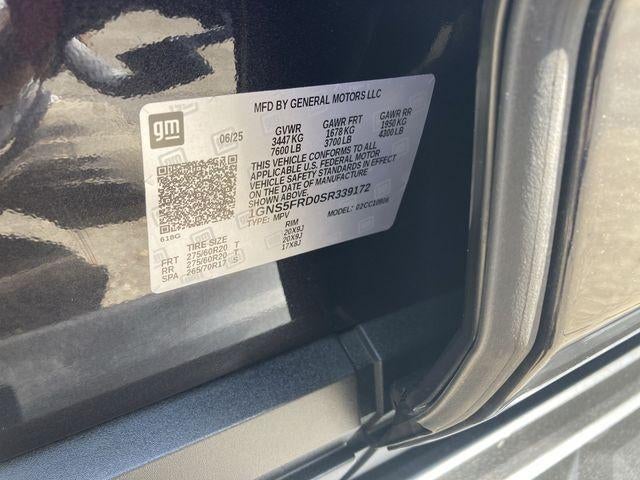 MFD BY GENERAL MOTORS LLC
gm
06/25
GVWR GAWR FRT GAWR RR
3447 KG 1678 KG 1950 KG
7600 LB 3700 LB 4300 LB
THIS VEHICLE CONFORMS TO ALL
APPLICABLE U.S. FEDERAL MOTOR
VEHICLE SAFETY STANDARDS IN EFFECT
ON THE DATE OF MANUFACTURE SHOWN ABOVE.
1GNS5FRD0SR339172
TYPE: MPV MODEL: 02CC10906
618G
TIRE SIZE RIM
FRT 275/60R20 T 20X9J
RR 275/60R20 T 20X9J
SPA 265/70R17 S 17X8J